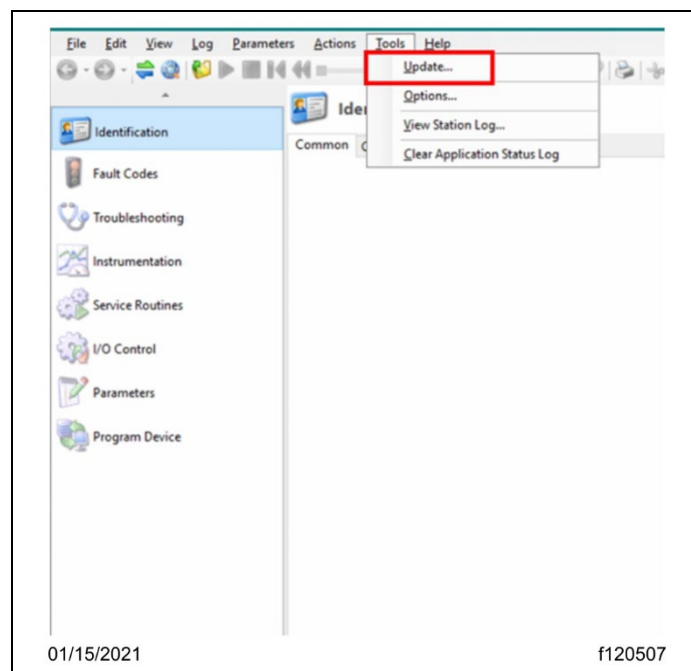 File Edit View Log Parameters Actions Tools Help
Update...
Options...
View Station Log...
Clear Application Status Log
Common
Identification
Fault Codes
Troubleshooting
Instrumentation
Service Routines
I/O Control
Parameters
Program Device
01/15/2021 f120507